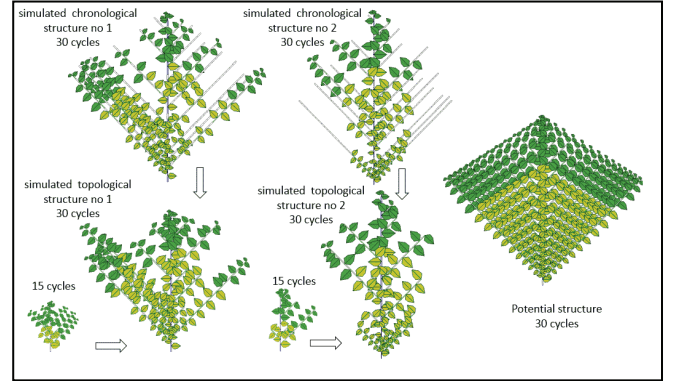 simulated chronological
structure no 1
30 cycles
simulated chronological
structure no 2
30 cycles
simulated topological
structure no 1
30 cycles
simulated topological
structure no 2
30 cycles
15 cycles
15 cycles
Potential structure
30 cycles